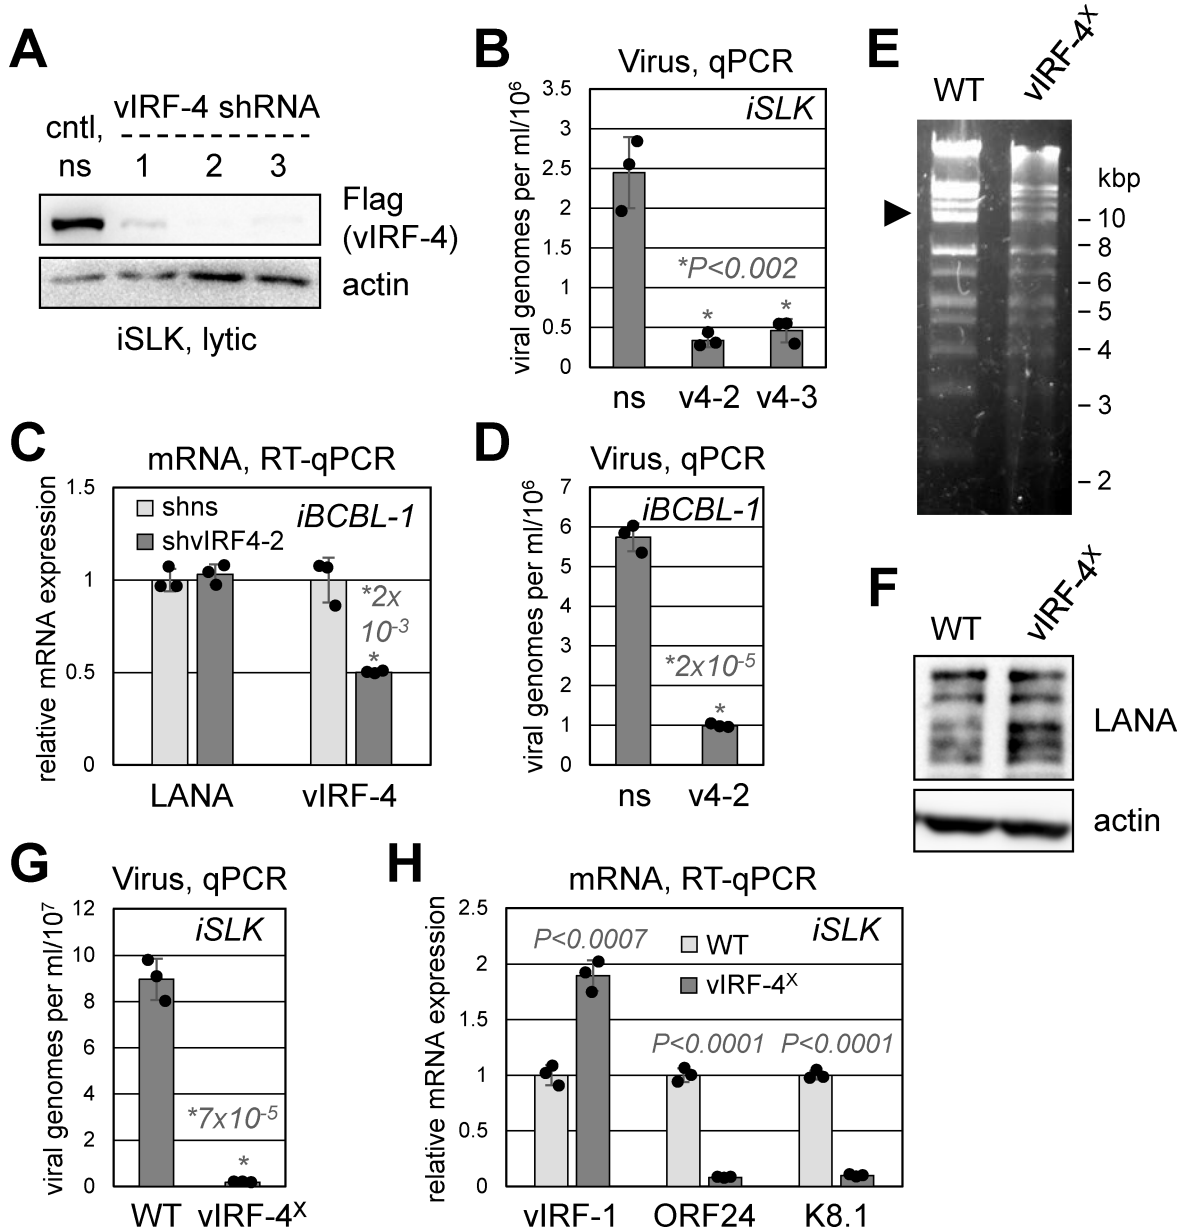 A
cntl,
ns
vIRF-4 shRNA
1 2 3
Flag
(vIRF-4)
actin
iSLK, lytic
B
Virus, qPCR
viral genomes per ml/10⁶
3.5
3
2.5
2
1.5
1
0.5
0
iSLK
*P<0.002
*
*
ns v4-2 v4-3
C
mRNA, RT-qPCR
relative mRNA expression
1.5
1
0.5
0
shns
shvIRF4-2
iBCBL-1
*2x
10⁻³
*
LANA vIRF-4
D
Virus, qPCR
viral genomes per ml/10⁶
7
6
5
4
3
2
1
0
iBCBL-1
*2x10⁻⁵
*
ns v4-2
E
WT vIRF-4ˣ
kbp
- 10
- 8
- 6
- 5
- 4
- 3
- 2
F
WT vIRF-4ˣ
LANA
actin
G
Virus, qPCR
viral genomes per ml/10⁷
12
10
8
6
4
2
0
iSLK
*7x10⁻⁵
*
WT vIRF-4ˣ
H
mRNA, RT-qPCR
relative mRNA expression
2.5
2
1.5
1
0.5
0
P<0.0007
WT
vIRF-4ˣ
iSLK
P<0.0001 P<0.0001
vIRF-1 ORF24 K8.1